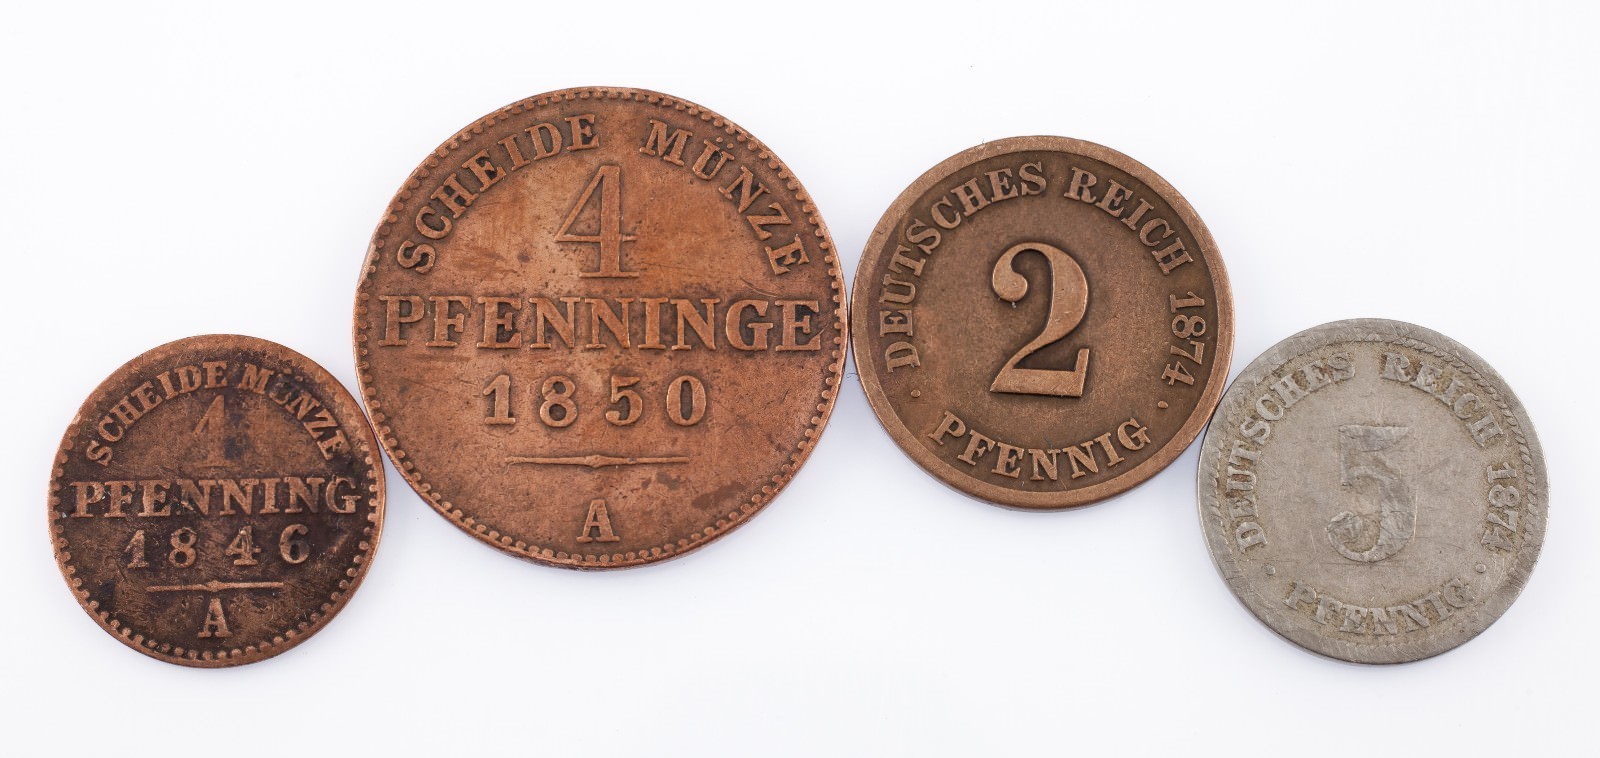 SCHEIDE MÜNZE
1
PFENNING
1846
A
SCHEIDE MÜNZE
4
PFENNINGE
1850
A
DEUTSCHES REICH 1874
2
· PFENNIG ·
DEUTSCHES REICH 1874
5
· PFENNIG ·